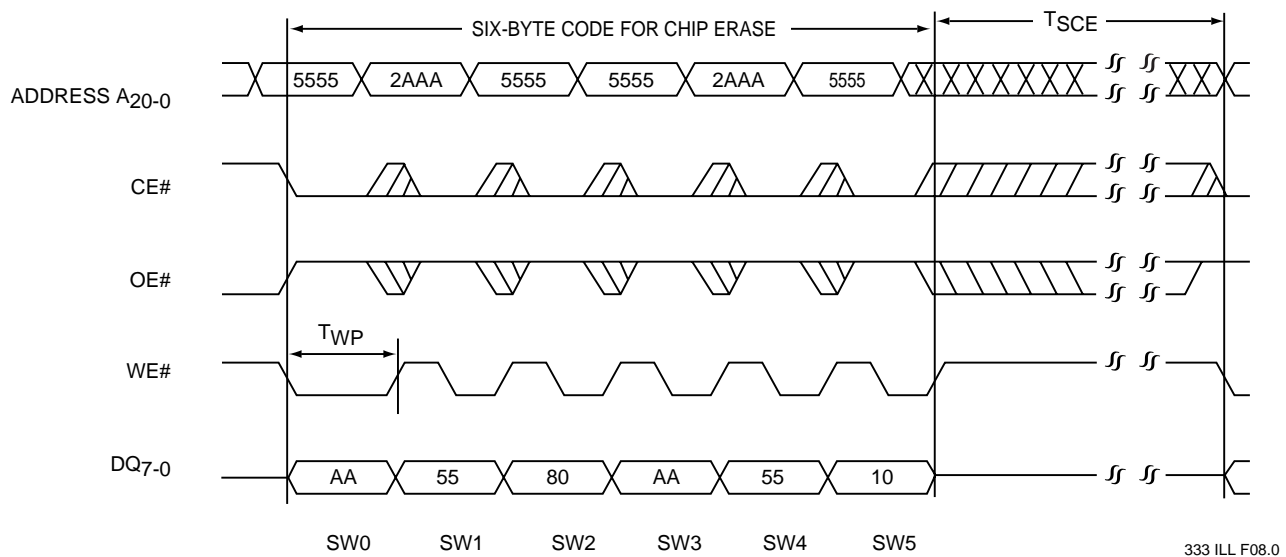 SIX-BYTE CODE FOR CHIP ERASE
TSCE
ADDRESS A20-0
5555 2AAA 5555 5555 2AAA 5555
CE#
OE#
TWP
WE#
DQ7-0
AA 55 80 AA 55 10
SW0 SW1 SW2 SW3 SW4 SW5
333 ILL F08.0